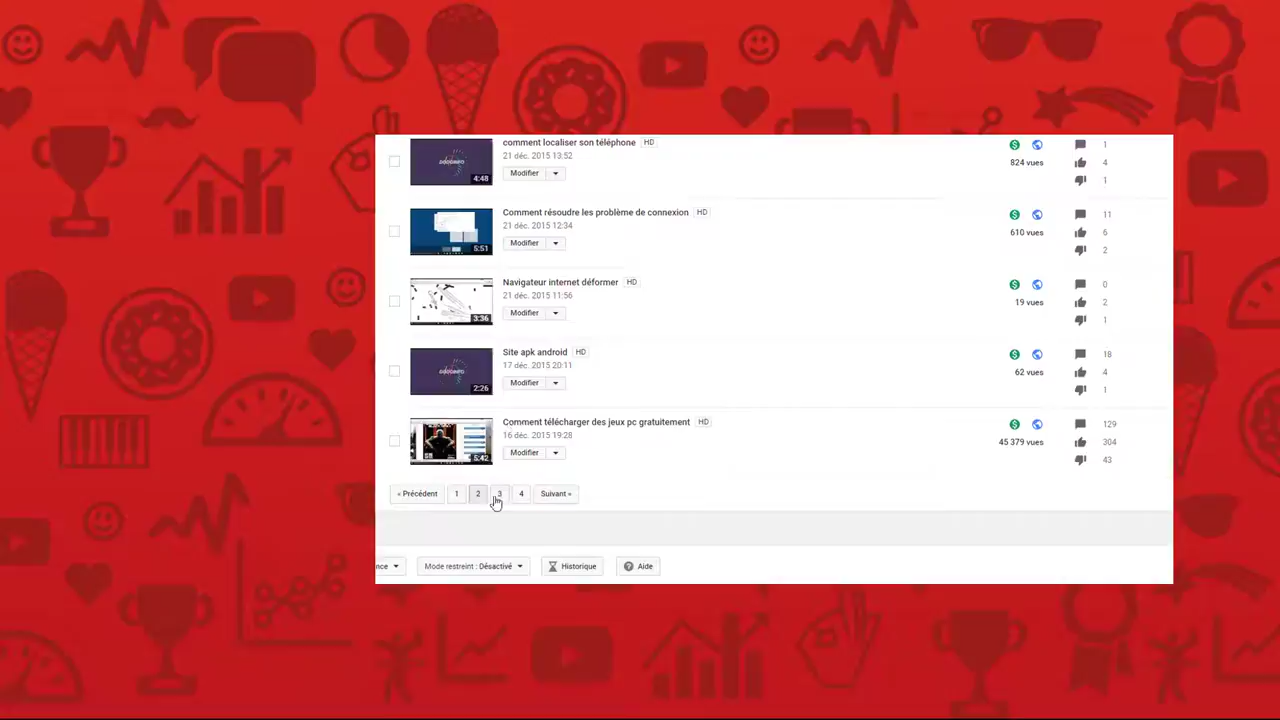 comment localiser son téléphone HD
21 déc. 2015 13:52
Modifier
4:48
824 vues
1
4
1
Comment résoudre les problème de connexion HD
21 déc. 2015 12:34
Modifier
5:51
610 vues
11
6
2
Navigateur internet déformer HD
21 déc. 2015 11:56
Modifier
3:36
19 vues
0
2
1
Site apk android HD
17 déc. 2015 20:11
Modifier
2:26
62 vues
18
4
1
Comment télécharger des jeux pc gratuitement HD
16 déc. 2015 19:28
Modifier
5:42
45 379 vues
129
304
43
« Précédent 1 2 3 4 Suivant »
nce Mode restreint : Désactivé Historique Aide